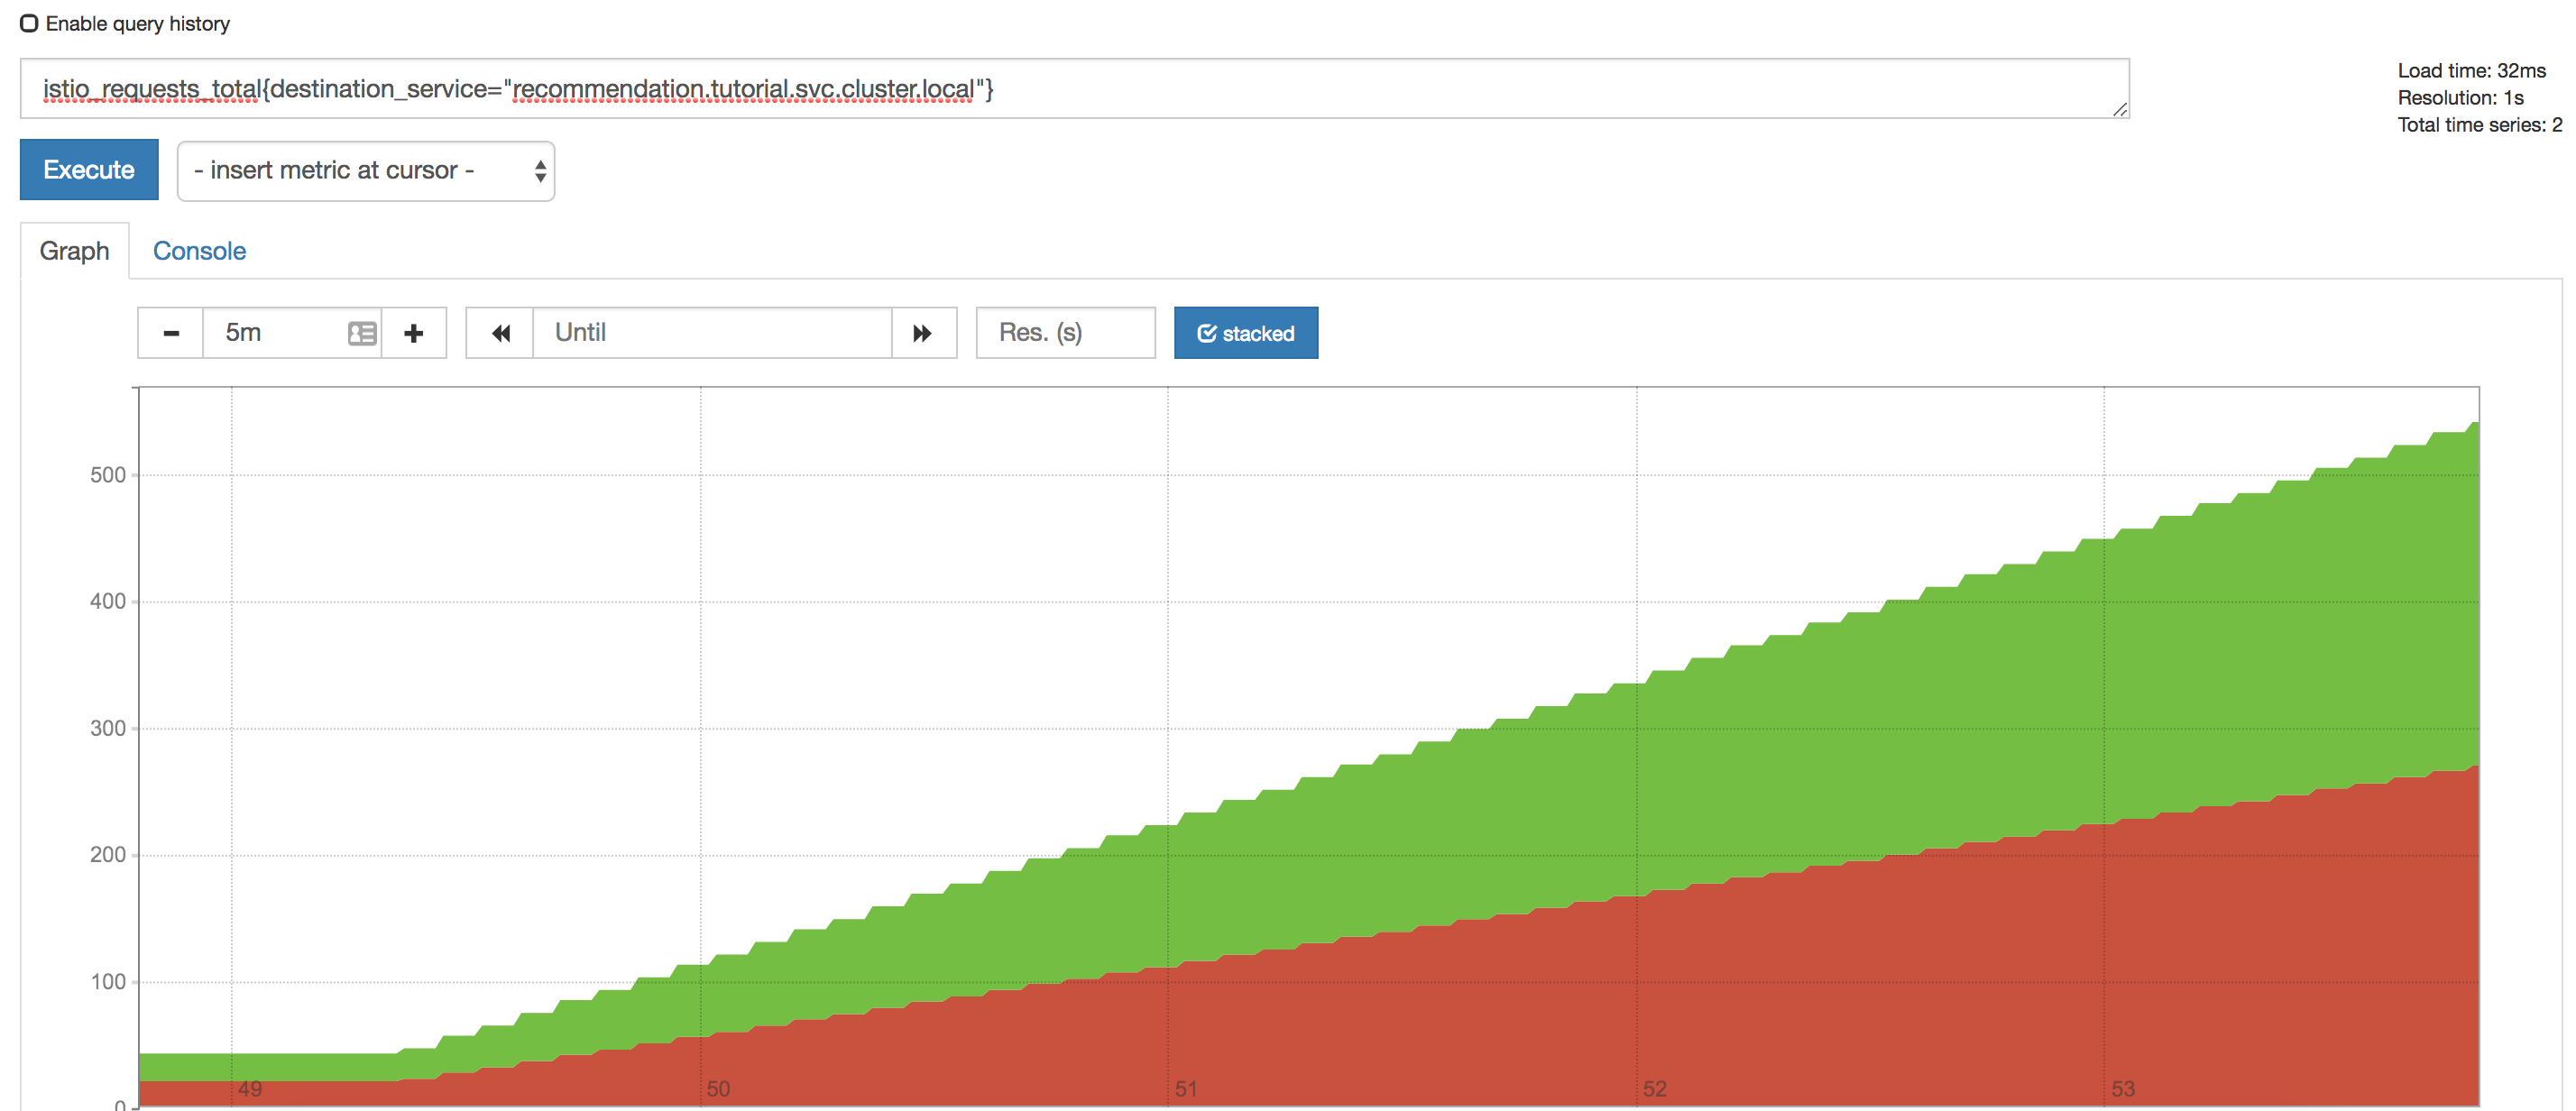 Enable query history
istio_requests_total{destination_service="recommendation.tutorial.svc.cluster.local"}
Load time: 32ms
Resolution: 1s
Total time series: 2
Execute
- insert metric at cursor -
Graph
Console
5m
Until
Res. (s)
stacked
500
400
300
200
100
0
49
50
51
52
53